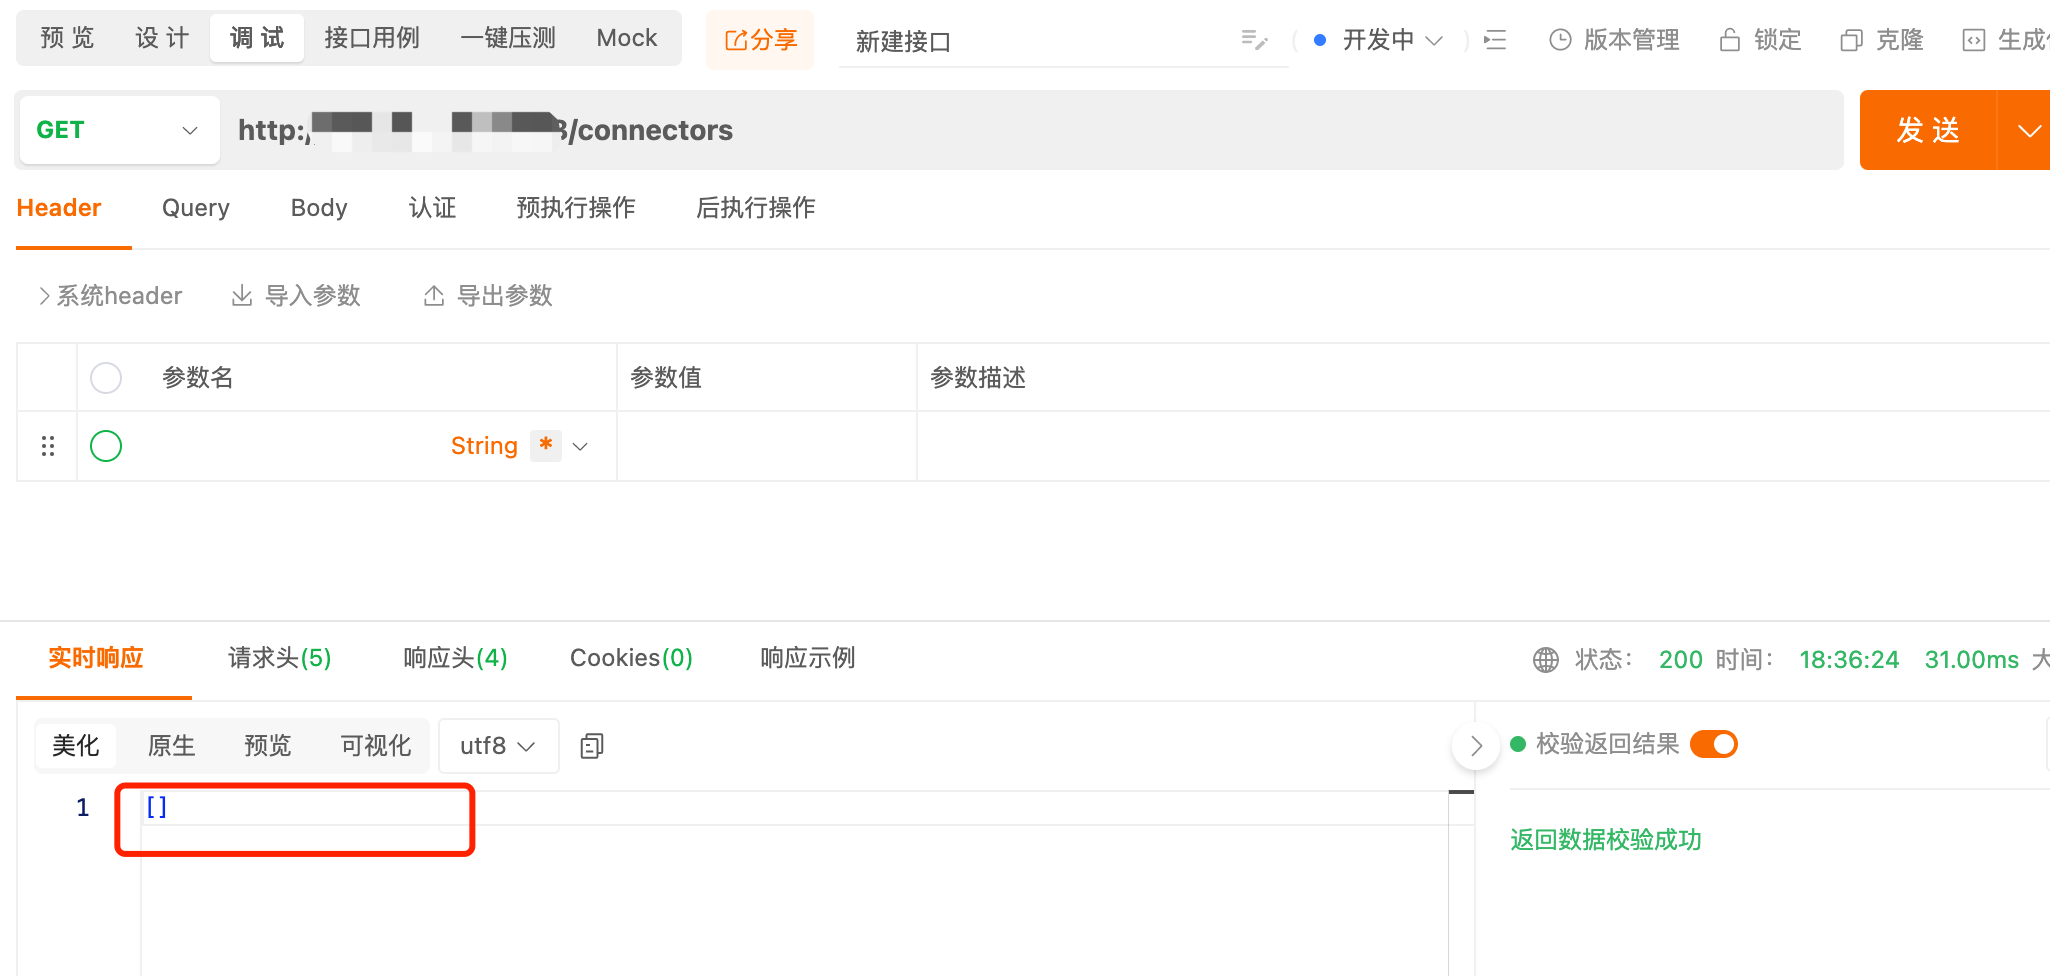 预 览 设 计 调 试 接口用例 一键压测 Mock 分享 新建接口 开发中 版本管理 锁定 克隆 生成
GET http:/ 3/connectors 发 送
Header Query Body 认证 预执行操作 后执行操作
系统header 导入参数 导出参数
参数名 参数值 参数描述
String *
实时响应 请求头(5) 响应头(4) Cookies(0) 响应示例 状态： 200 时间： 18:36:24 31.00ms 大
美化 原生 预览 可视化 utf8 校验返回结果
1 []
返回数据校验成功